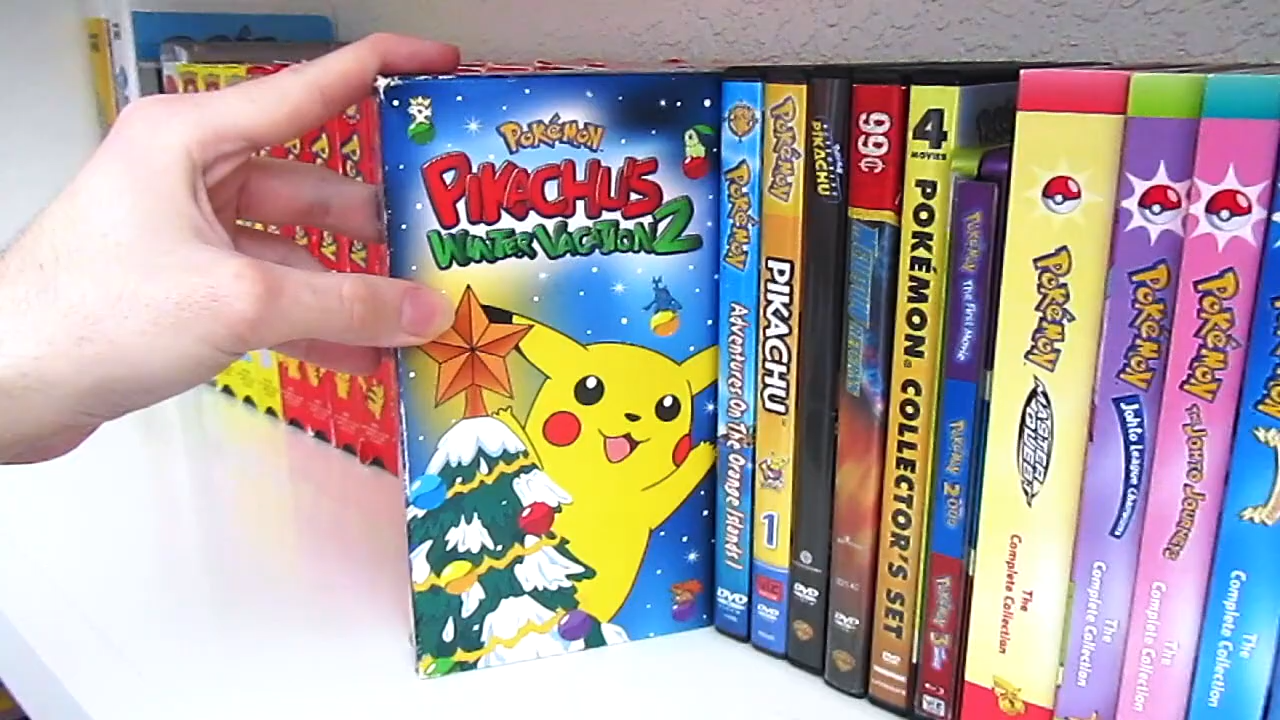 POKÉMON
PIKACHUS
WINTER VACATION 2
POKÉMON
Adventures On The Orange Islands!
DVD
POKÉMON
PIKACHU
1
DVD
POKÉMON
PIKACHU
DVD
99¢
DVD
4
MOVIES
POKÉMON COLLECTOR'S SET
DVD
POKÉMON The First Movie
POKÉMON 2000
POKÉMON 3
POKÉMON
MASTER QUEST
The
Complete Collection
POKÉMON
Johto League Champions
The
Complete Collection
POKÉMON
The Johto Journeys
The
Complete Collection
The
Complete Collection